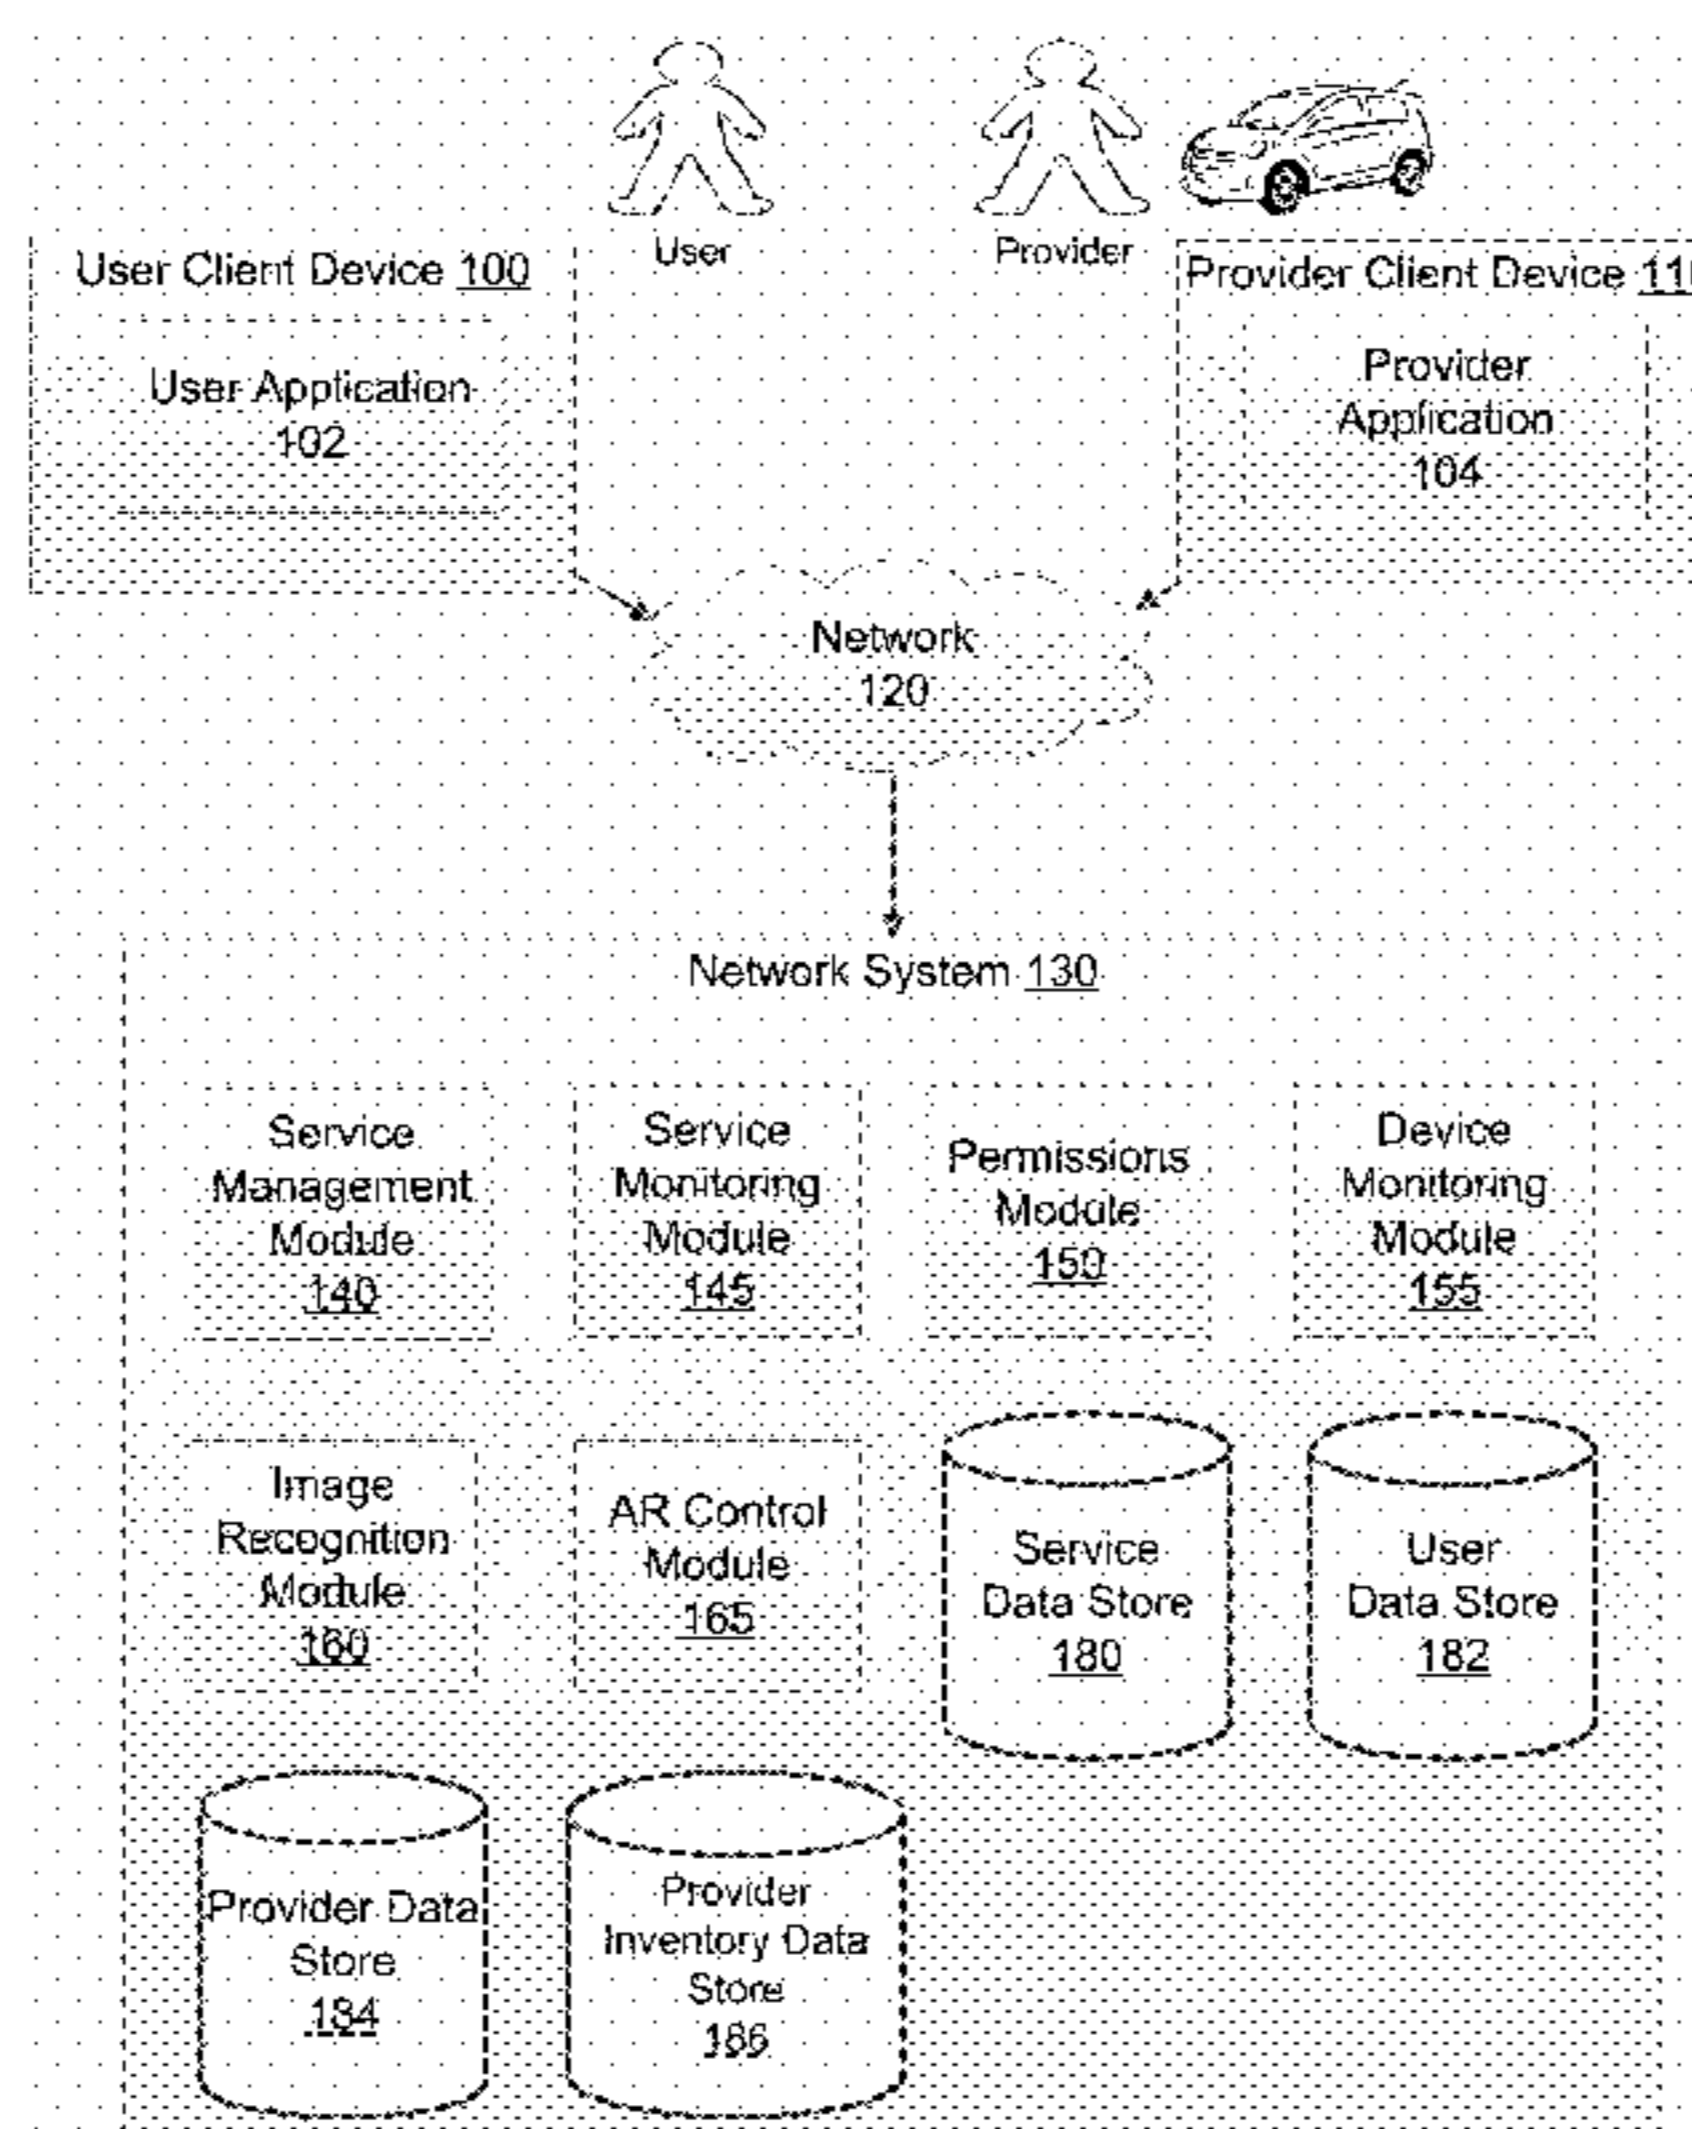 User
Provider
User Client Device 100
Provider Client Device 11
User Application
102
Provider
Application
104
Network
120
Network System 130
Service
Management
Module
140
Service
Monitoring
Module
145
Permissions
Module
150
Device
Monitoring
Module
155
Image
Recognition
Module
160
AR Control
Module
165
Service
Data Store
180
User
Data Store
182
Provider Data
Store
184
Provider
Inventory Data
Store
186